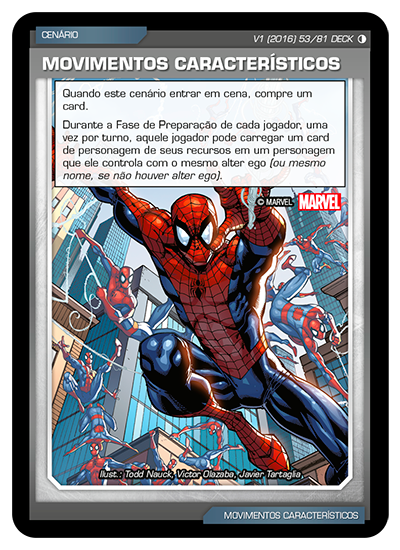 CENÁRIO
V1 (2016) 53/81 DECK
MOVIMENTOS CARACTERÍSTICOS
Quando este cenário entrar em cena, compre um
card.
Durante a Fase de Preparação de cada jogador, uma
vez por turno, aquele jogador pode carregar um card
de personagem de seus recursos em um personagem
que ele controla com o mesmo alter ego (ou mesmo
nome, se não houver alter ego).
© MARVEL MARVEL
Ilust.: Todd Nauck, Victor Olazaba, Javier Tartaglia
MOVIMENTOS CARACTERÍSTICOS